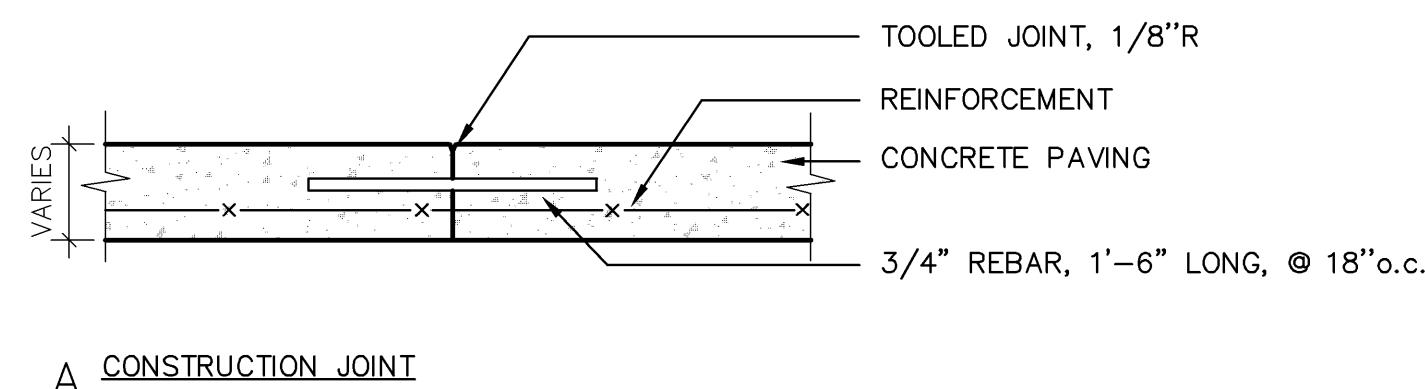 TOOLED JOINT, 1/8''R
REINFORCEMENT
CONCRETE PAVING
VARIES
3/4" REBAR, 1'-6" LONG, @ 18''o.c.
A CONSTRUCTION JOINT